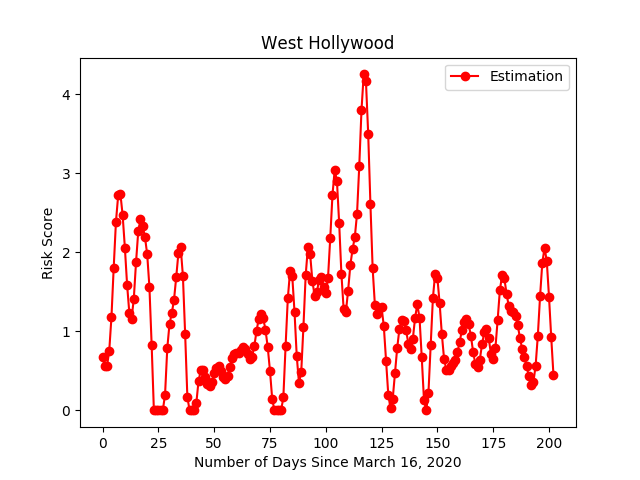 West Hollywood
Estimation
Risk Score
4
3
2
1
0
0 25 50 75 100 125 150 175 200
Number of Days Since March 16, 2020